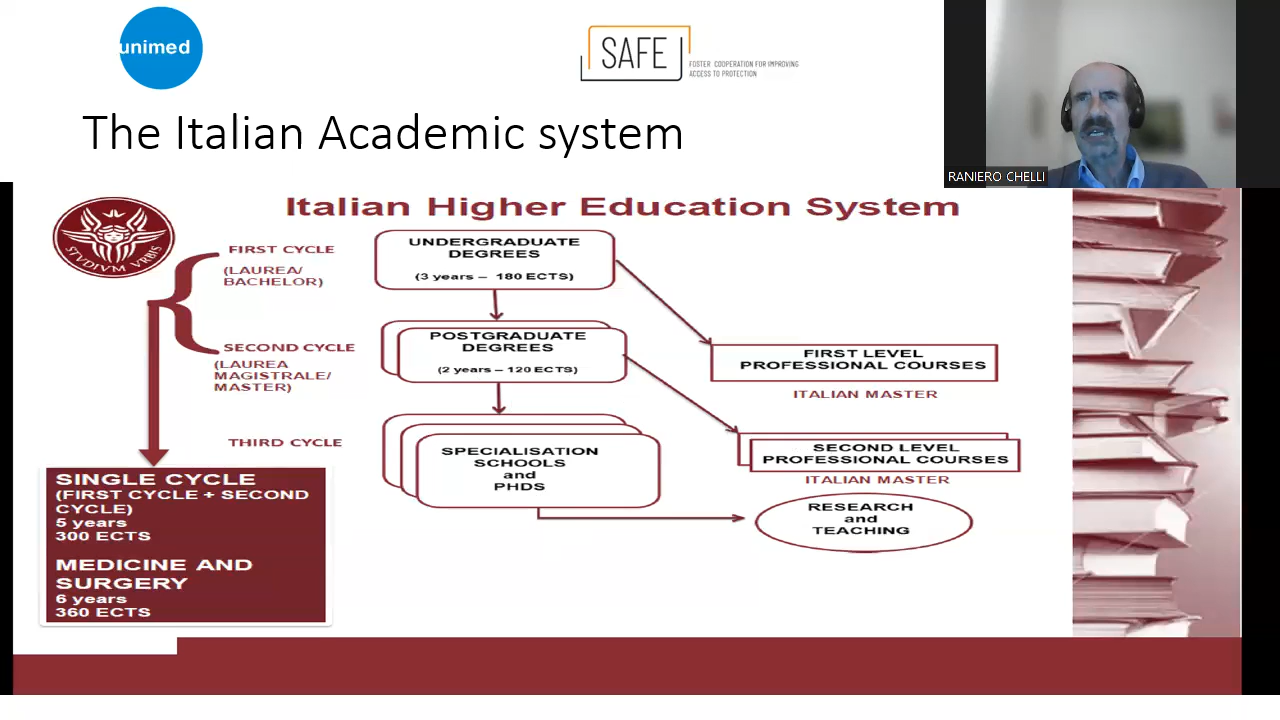 unimed
SAFE
FOSTER COOPERATION FOR IMPROVING
ACCESS TO PROTECTION
The Italian Academic system
RANIERO CHELLI
Italian Higher Education System
STVDIVM VRBIS
FIRST CYCLE
(LAUREA/
BACHELOR)
UNDERGRADUATE
DEGREES
(3 years – 180 ECTS)
SECOND CYCLE
(LAUREA
MAGISTRALE/
MASTER)
POSTGRADUATE
DEGREES
(2 years – 120 ECTS)
FIRST LEVEL
PROFESSIONAL COURSES
ITALIAN MASTER
THIRD CYCLE
SPECIALISATION
SCHOOLS
and
PHDS
SECOND LEVEL
PROFESSIONAL COURSES
ITALIAN MASTER
RESEARCH
and
TEACHING
SINGLE CYCLE
(FIRST CYCLE + SECOND
CYCLE)
5 years
300 ECTS
MEDICINE AND
SURGERY
6 years
360 ECTS